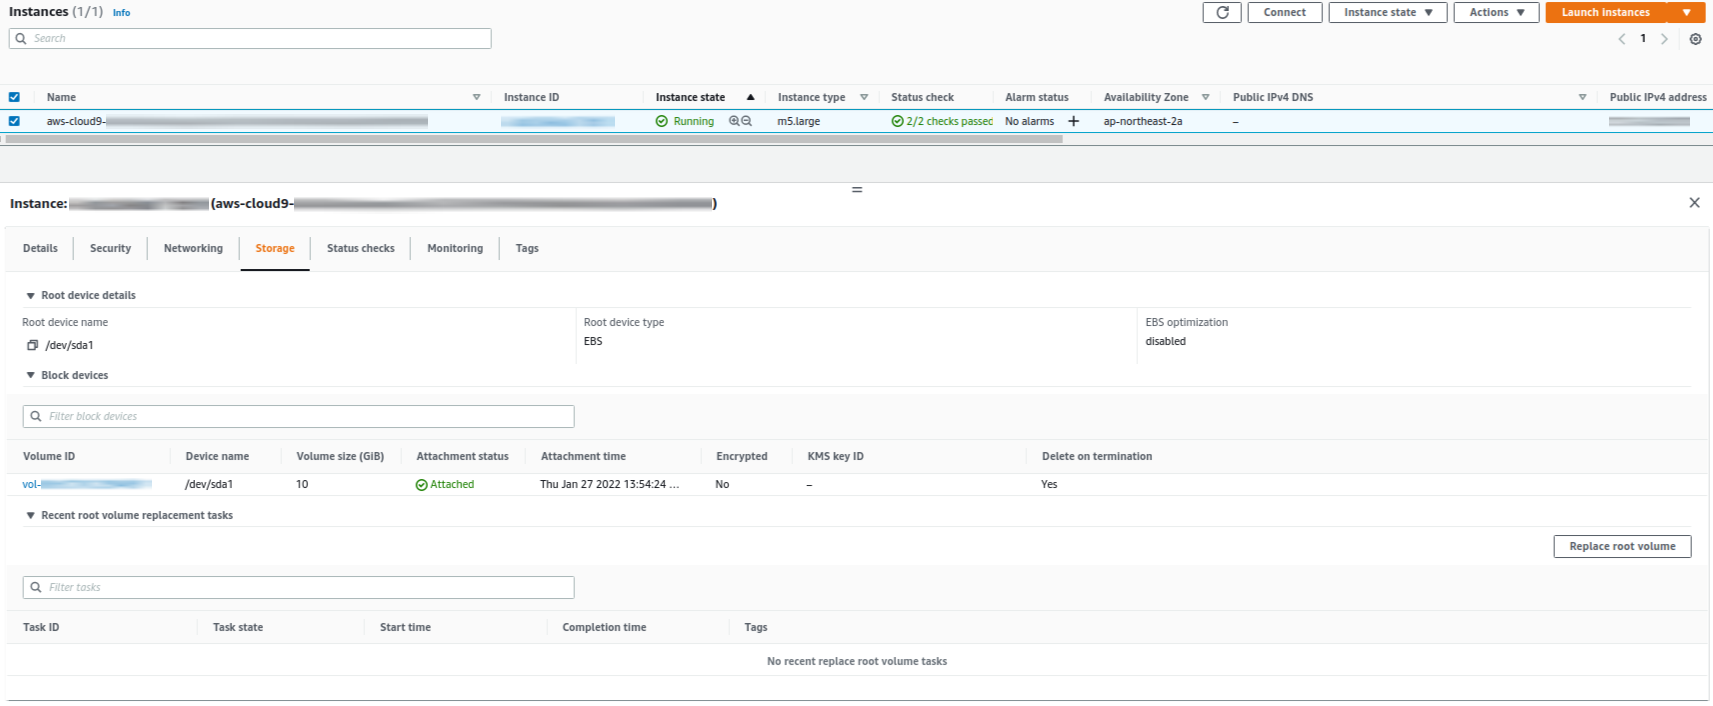 Instances (1/1) Info
Connect Instance state Actions Launch instances
Search
1
Name Instance ID Instance state Instance type Status check Alarm status Availability Zone Public IPv4 DNS Public IPv4 address
aws-cloud9- Running m5.large 2/2 checks passed No alarms + ap-northeast-2a –
Instance: (aws-cloud9- )
Details Security Networking Storage Status checks Monitoring Tags
Root device details
Root device name Root device type EBS optimization
/dev/sda1 EBS disabled
Block devices
Filter block devices
Volume ID Device name Volume size (GiB) Attachment status Attachment time Encrypted KMS key ID Delete on termination
vol- /dev/sda1 10 Attached Thu Jan 27 2022 13:54:24 ... No – Yes
Recent root volume replacement tasks
Replace root volume
Filter tasks
Task ID Task state Start time Completion time Tags
No recent replace root volume tasks